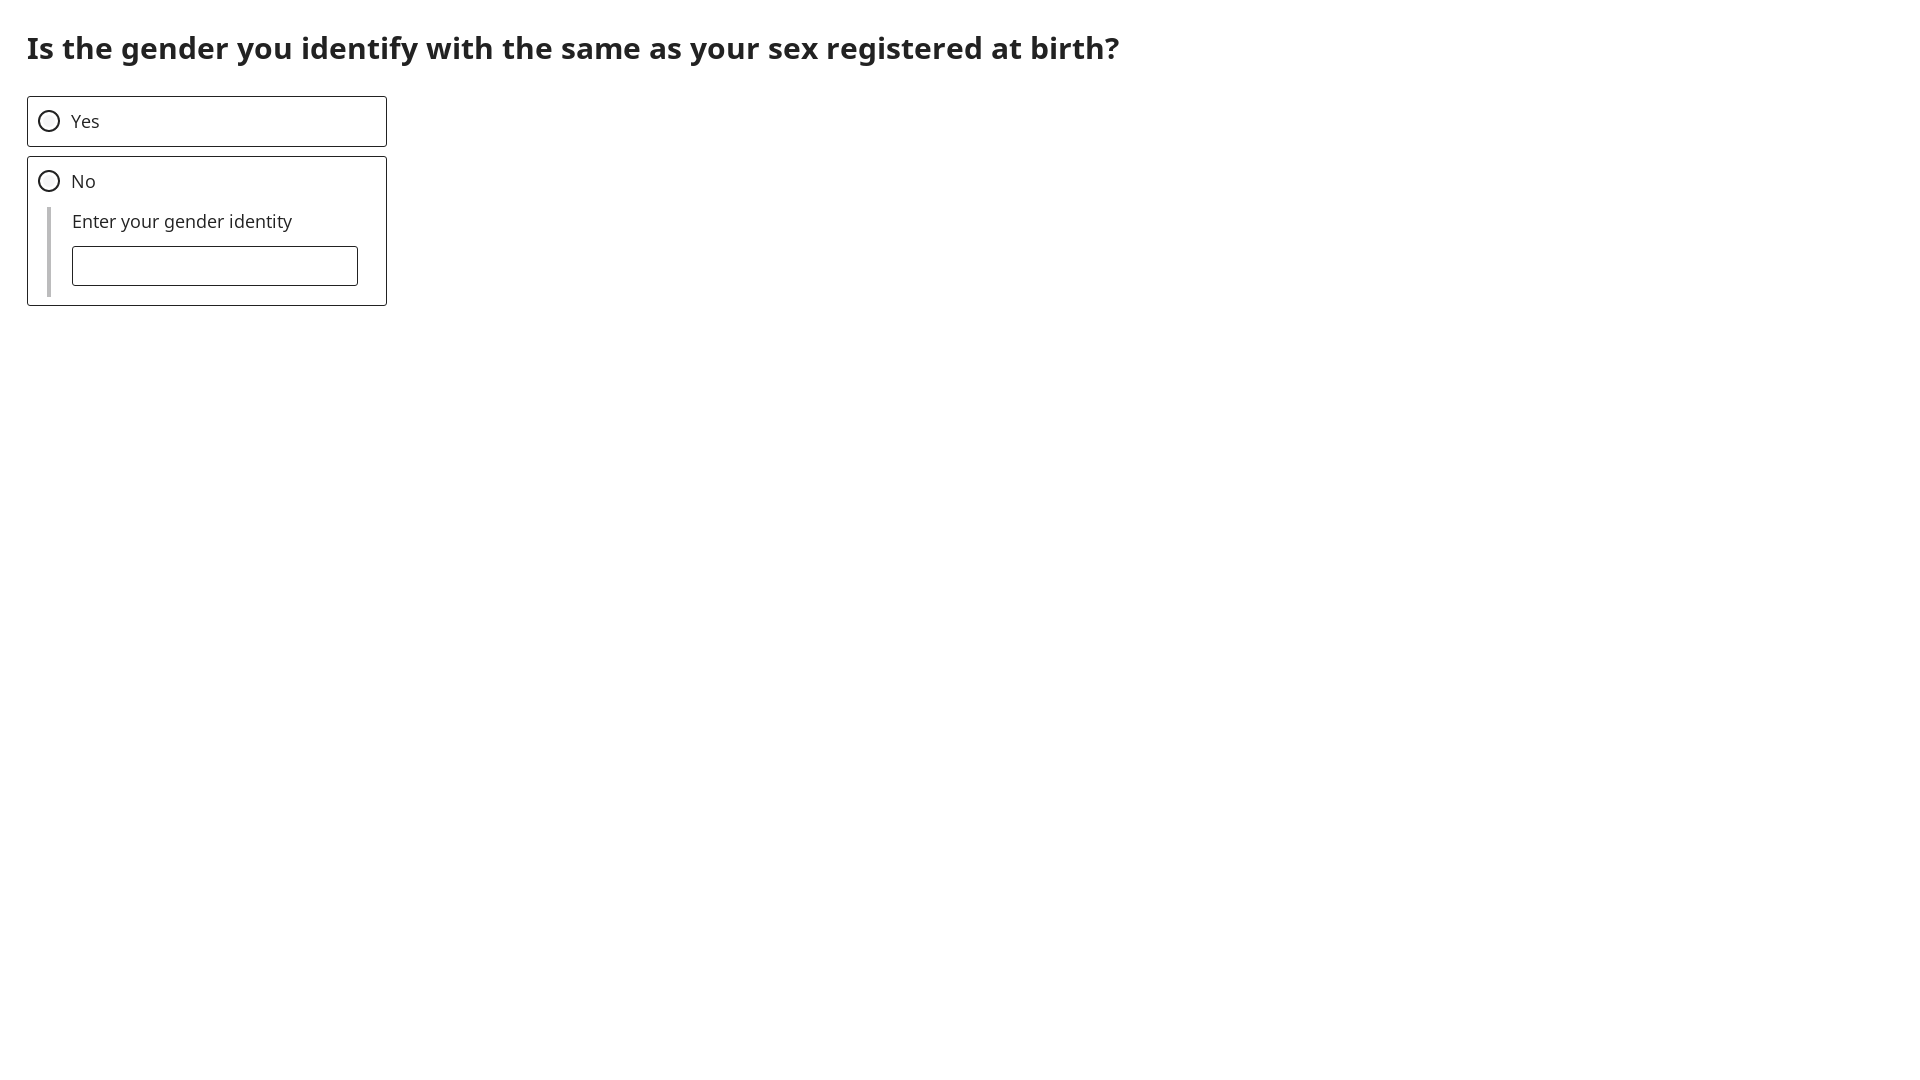 Is the gender you identify with the same as your sex registered at birth?
Yes
No
Enter your gender identity